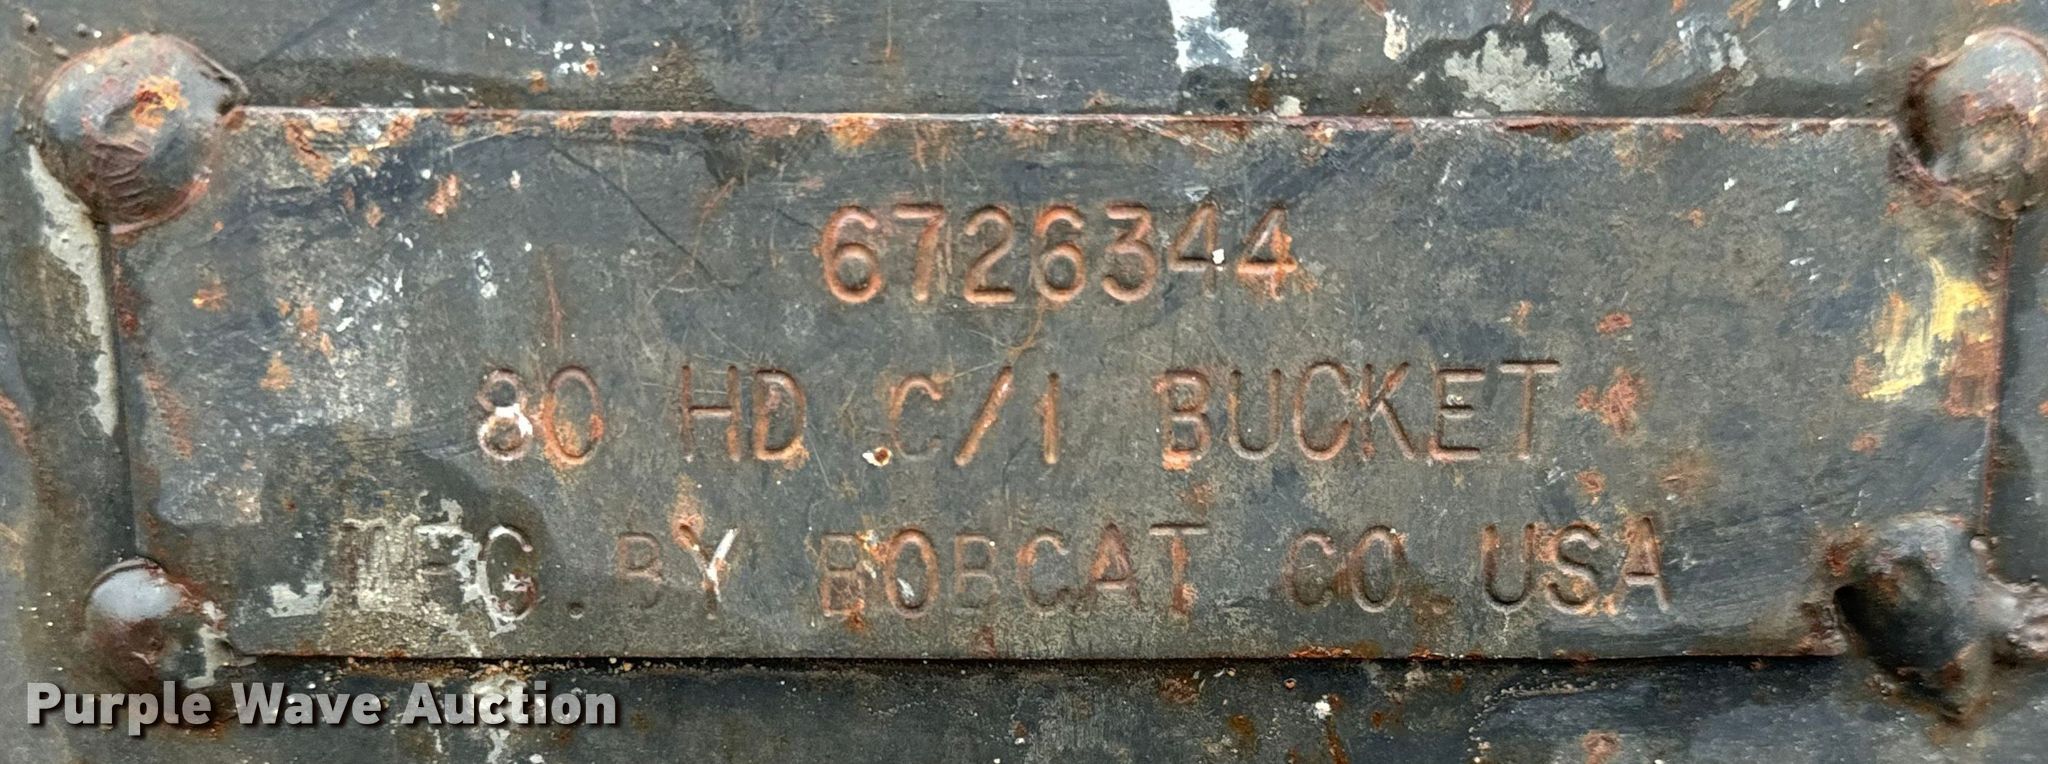 6726344
80 HD C/I BUCKET
MFG. BY BOBCAT CO. USA
Purple Wave Auction